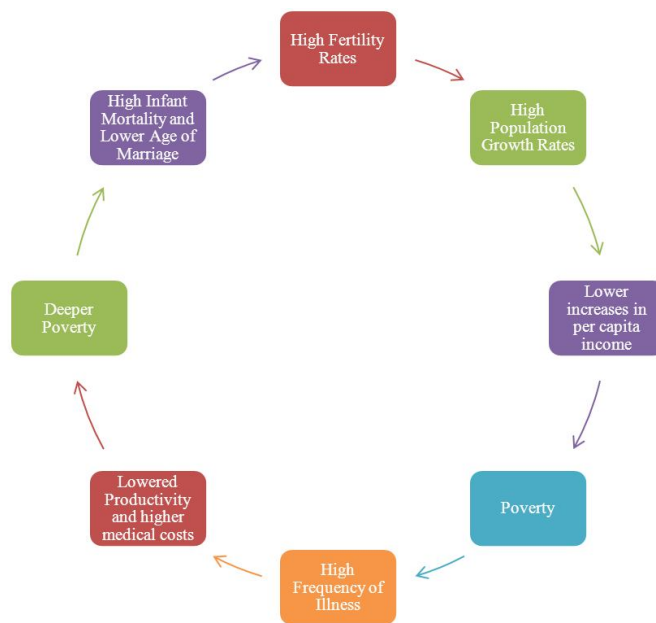 High Fertility
Rates
High
Population
Growth Rates
Lower
increases in
per capita
income
Poverty
High
Frequency of
Illness
Lowered
Productivity
and higher
medical costs
Deeper
Poverty
High Infant
Mortality and
Lower Age of
Marriage